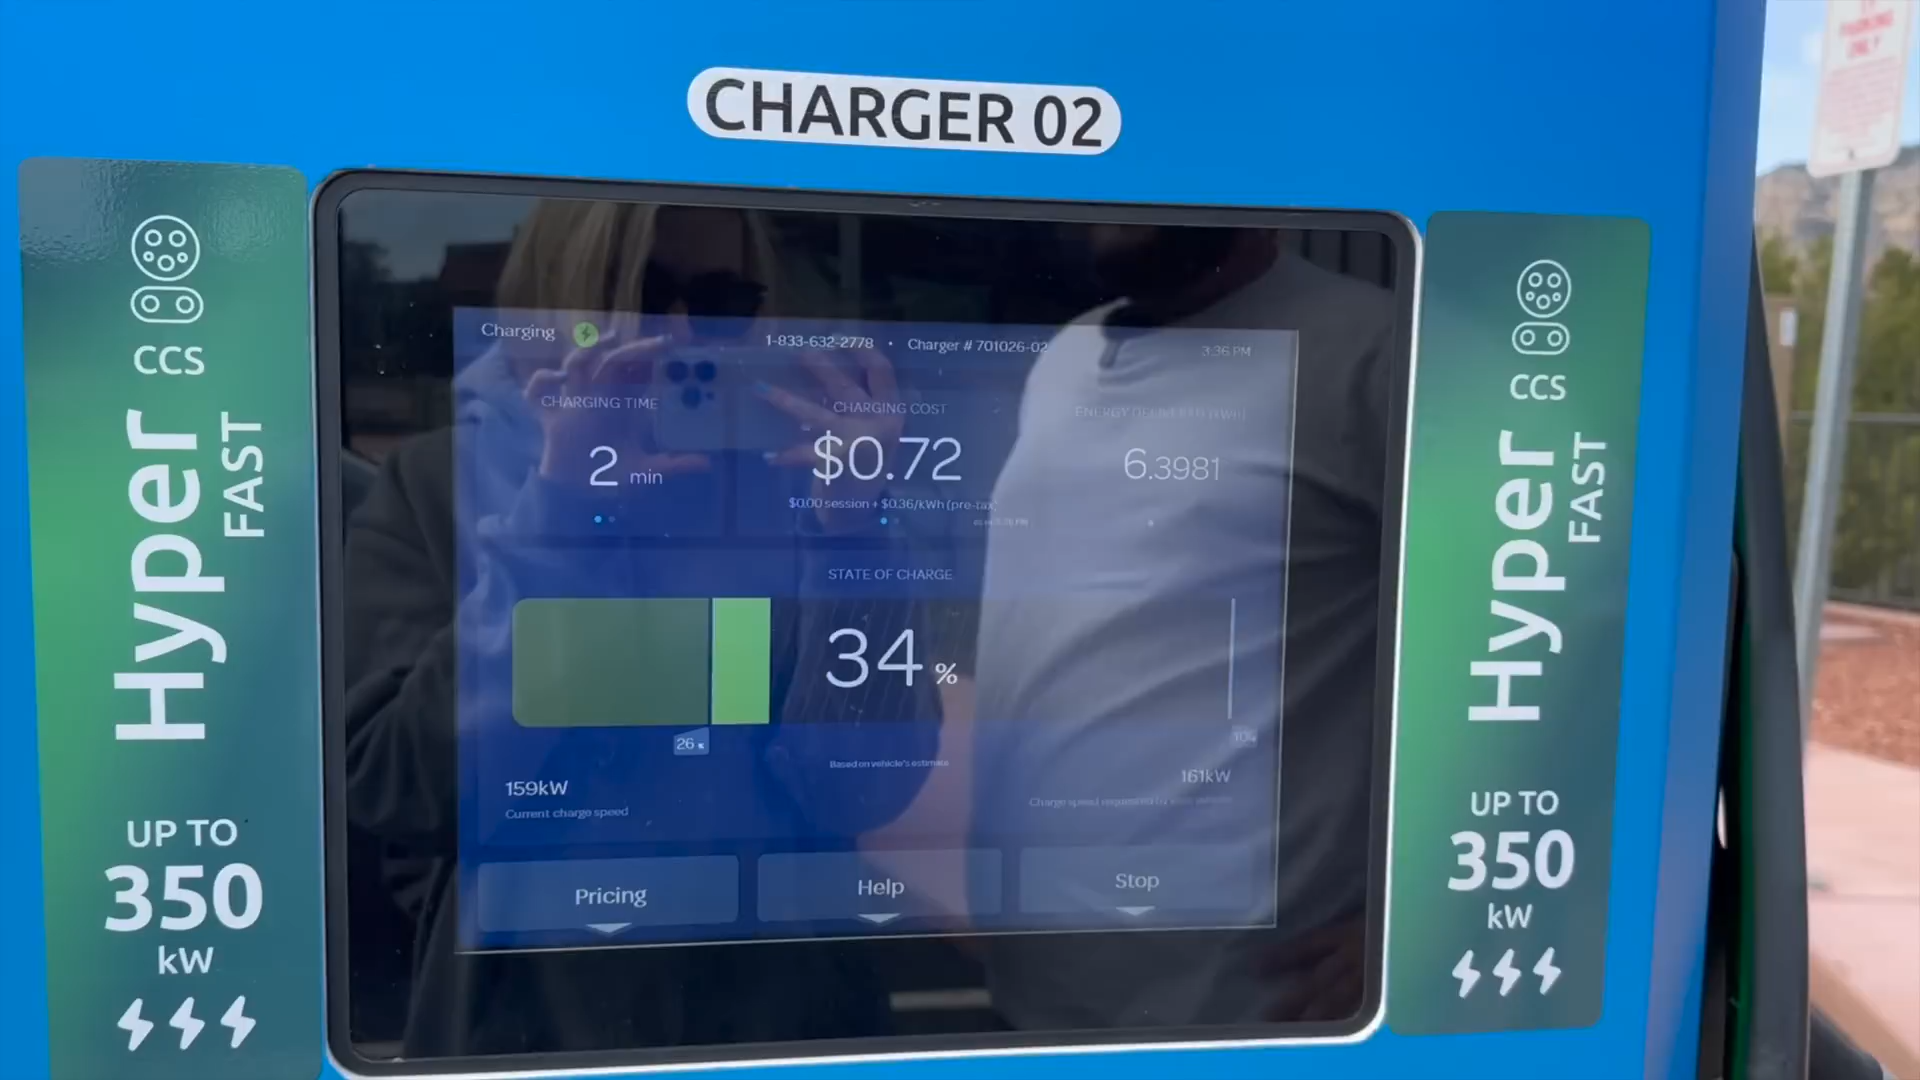 CHARGER 02
CCS
Hyper
FAST
UP TO
350
kW
Charging
1-833-632-2778 • Charger # 701026-02
3:36 PM
CHARGING TIME
2 min
CHARGING COST
$0.72
$0.00 session + $0.36/kWh (pre-tax)
ENERGY DELIVERED (kWh)
6.3981
STATE OF CHARGE
34 %
26
Based on vehicle's estimate
159kW
Current charge speed
161kW
Charge speed requested by your vehicle
Pricing
Help
Stop
CCS
Hyper
FAST
UP TO
350
kW
PARKING
ONLY